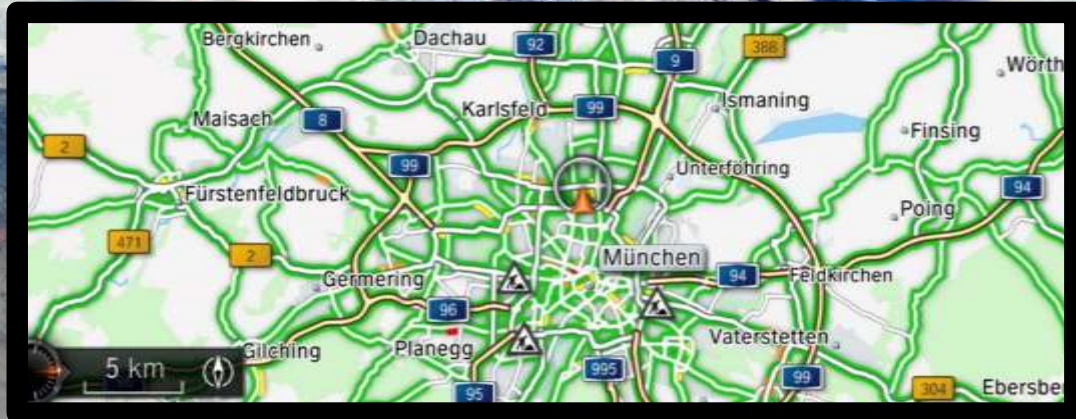 Bergkirchen
Dachau
92
9
388
Wörth
Maisach
8
Karlsfeld
99
Ismaning
Finsing
2
99
Unterföhring
94
Fürstenfeldbruck
Poing
471
2
München
Germering
94
Feldkirchen
96
Vaterstetten
Gilching
Planegg
5 km
995
99
95
304
Ebersbe